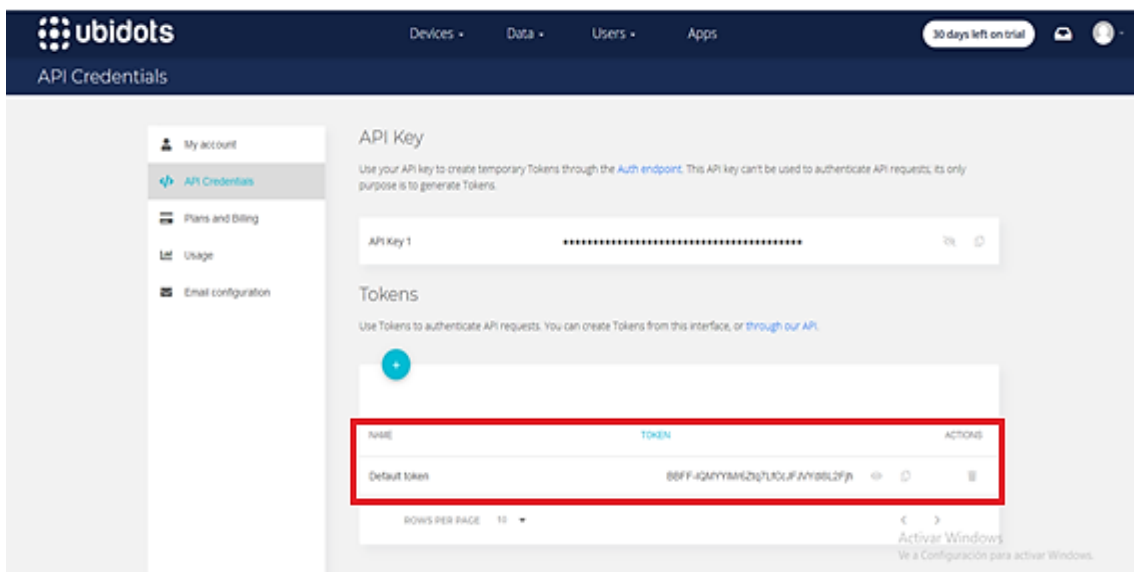 ubidots
Devices
Data
Users
Apps
30 days left on trial
API Credentials
My account
API Credentials
Plans and Billing
Usage
Email configuration
API Key
Use your API key to create temporary Tokens through the Auth endpoint. This API key can't be used to authenticate API requests; its only
purpose is to generate Tokens.
API Key 1
Tokens
Use Tokens to authenticate API requests. You can create Tokens from this interface, or through our API.
+
NAME TOKEN ACTIONS
Default token
ROWS PER PAGE 10
Activar Windows
Ve a Configuración para activar Windows.